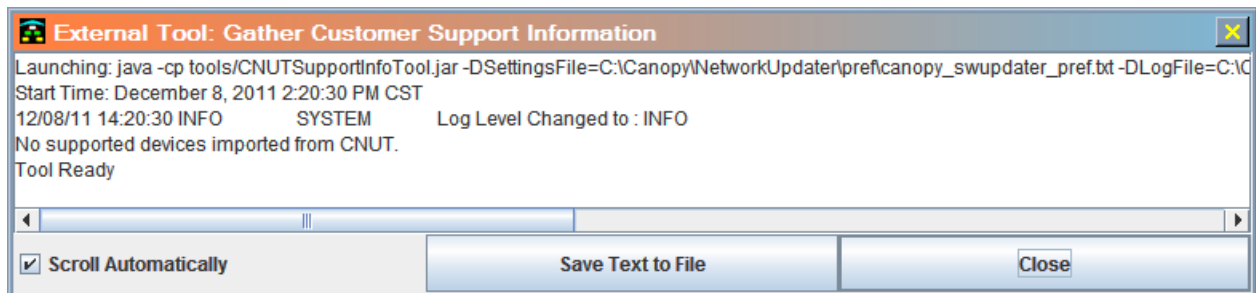 External Tool: Gather Customer Support Information
Launching: java -cp tools/CNUTSupportInfoTool.jar -DSettingsFile=C:\Canopy\NetworkUpdater\pref\canopy_swupdater_pref.txt -DLogFile=C:\C
Start Time: December 8, 2011 2:20:30 PM CST
12/08/11 14:20:30 INFO SYSTEM Log Level Changed to : INFO
No supported devices imported from CNUT.
Tool Ready
Scroll Automatically Save Text to File Close